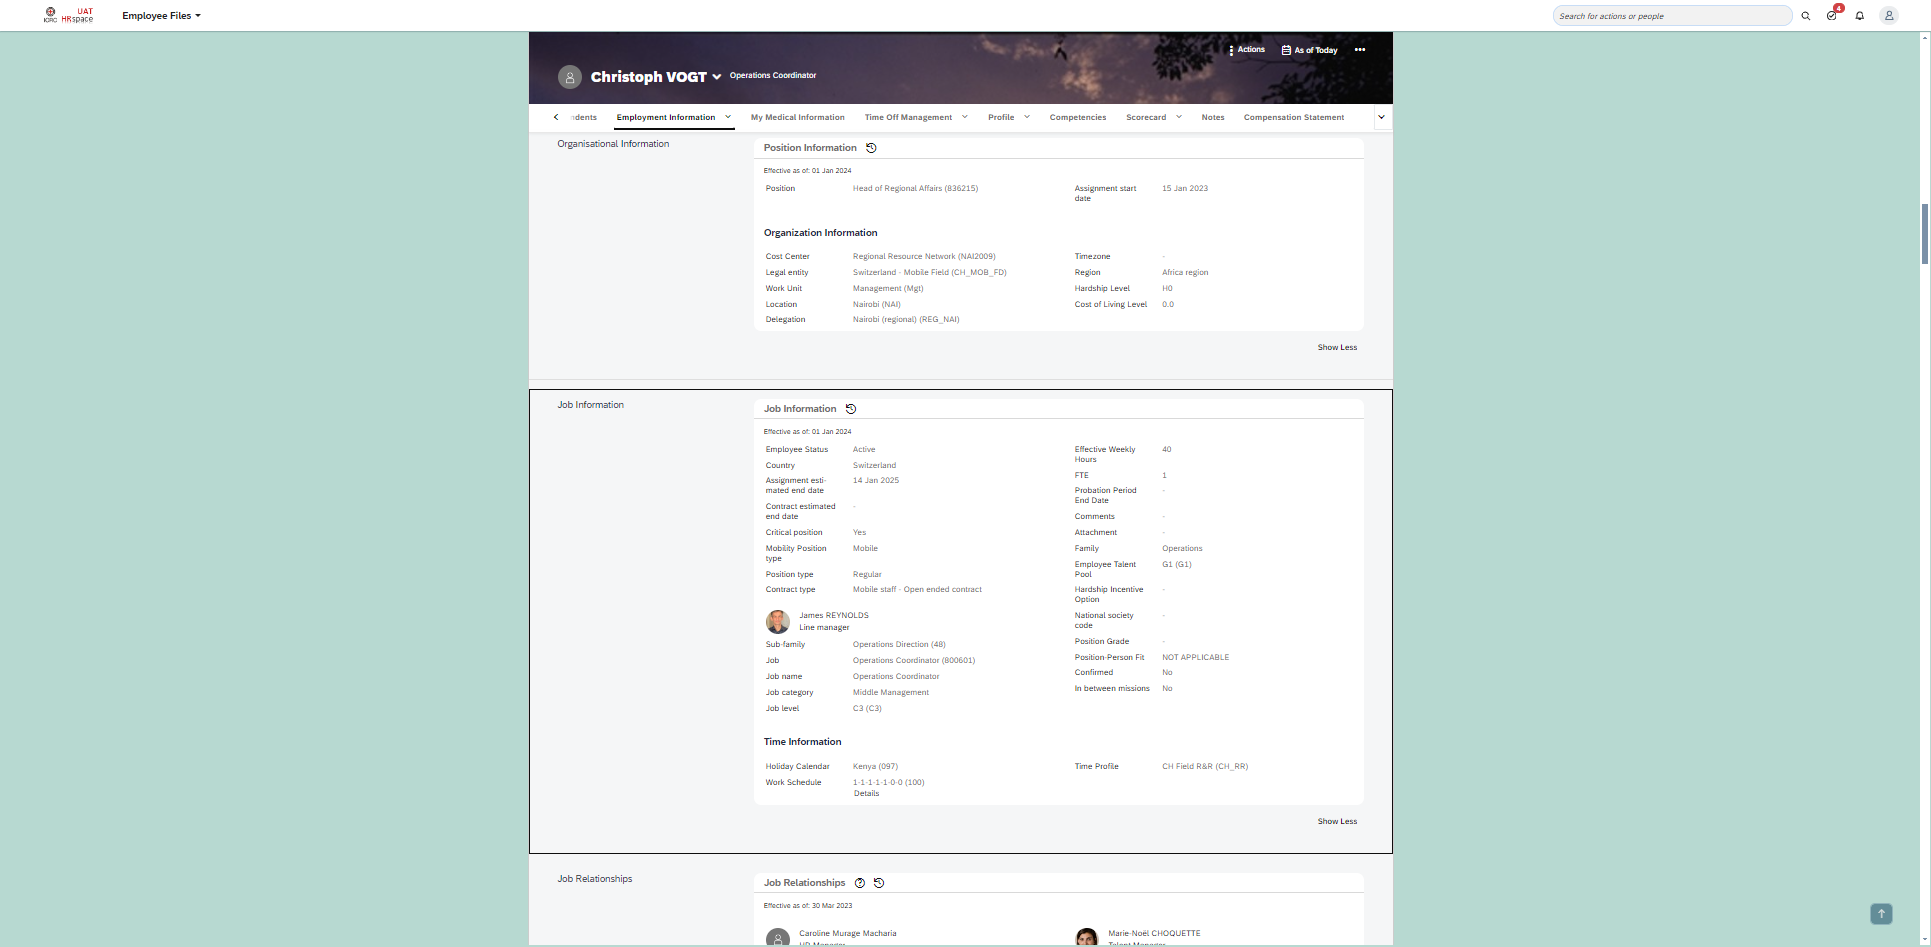 ICRC
UAT
HRspace
Employee Files
Search for actions or people
4
Actions
As of Today
Christoph VOGT
Operations Coordinator
ndents
Employment Information
My Medical Information
Time Off Management
Profile
Competencies
Scorecard
Notes
Compensation Statement
Organisational Information
Position Information
Effective as of: 01 Jan 2024
Position
Head of Regional Affairs (836215)
Assignment start
date
15 Jan 2023
Organization Information
Cost Center
Regional Resource Network (NAI2009)
Timezone
-
Legal entity
Switzerland - Mobile Field (CH_MOB_FD)
Region
Africa region
Work Unit
Management (Mgt)
Hardship Level
H0
Location
Nairobi (NAI)
Cost of Living Level
0.0
Delegation
Nairobi (regional) (REG_NAI)
Show Less
Job Information
Job Information
Effective as of: 01 Jan 2024
Employee Status
Active
Country
Switzerland
Assignment esti-
mated end date
14 Jan 2025
Contract estimated
end date
-
Critical position
Yes
Mobility Position
type
Mobile
Position type
Regular
Contract type
Mobile staff - Open ended contract
James REYNOLDS
Line manager
Sub-family
Operations Direction (48)
Job
Operations Coordinator (800601)
Job name
Operations Coordinator
Job category
Middle Management
Job level
C3 (C3)
Effective Weekly
Hours
40
FTE
1
Probation Period
End Date
-
Comments
-
Attachment
-
Family
Operations
Employee Talent
Pool
G1 (G1)
Hardship Incentive
Option
-
National society
code
-
Position Grade
-
Position-Person Fit
NOT APPLICABLE
Confirmed
No
In between missions
No
Time Information
Holiday Calendar
Kenya (097)
Time Profile
CH Field R&R (CH_RR)
Work Schedule
1-1-1-1-1-0-0 (100)
Details
Show Less
Job Relationships
Job Relationships
Effective as of: 30 Mar 2023
Caroline Murage Macharia
HR Manager
Marie-Noël CHOQUETTE
Talent Manager